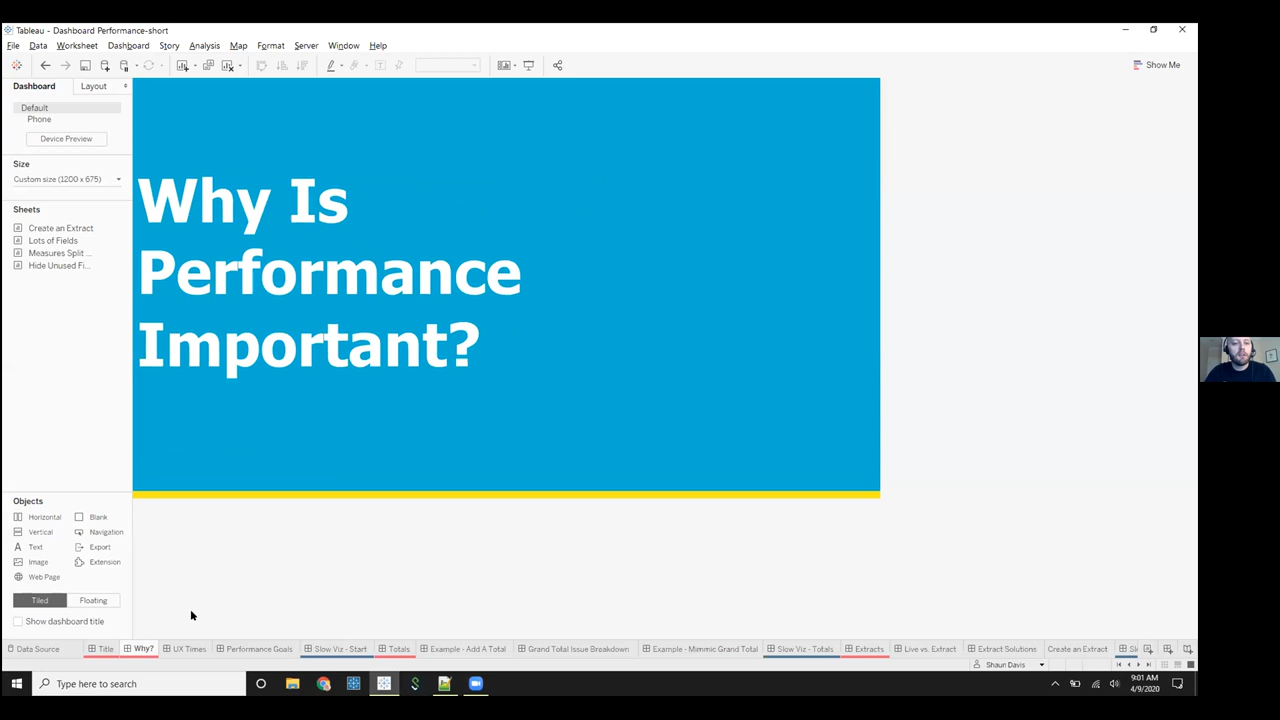 Tableau - Dashboard Performance-short
File Data Worksheet Dashboard Story Analysis Map Format Server Window Help
Show Me
Dashboard Layout
Default
Phone
Device Preview
Size
Custom size (1200 x 675)
Sheets
Create an Extract
Lots of Fields
Measures Split ...
Hide Unused Fi...
Why Is
Performance
Important?
Objects
Horizontal Blank
Vertical Navigation
Text Export
Image Extension
Web Page
Tiled Floating
Show dashboard title
Data Source Title Why? UX Times Performance Goals Slow Viz - Start Totals Example - Add A Total Grand Total Issue Breakdown Example - Mimmic Grand Total Slow Viz - Totals Extracts Live vs. Extract Extract Solutions Create an Extract
Shaun Davis
Type here to search
9:01 AM
4/9/2020